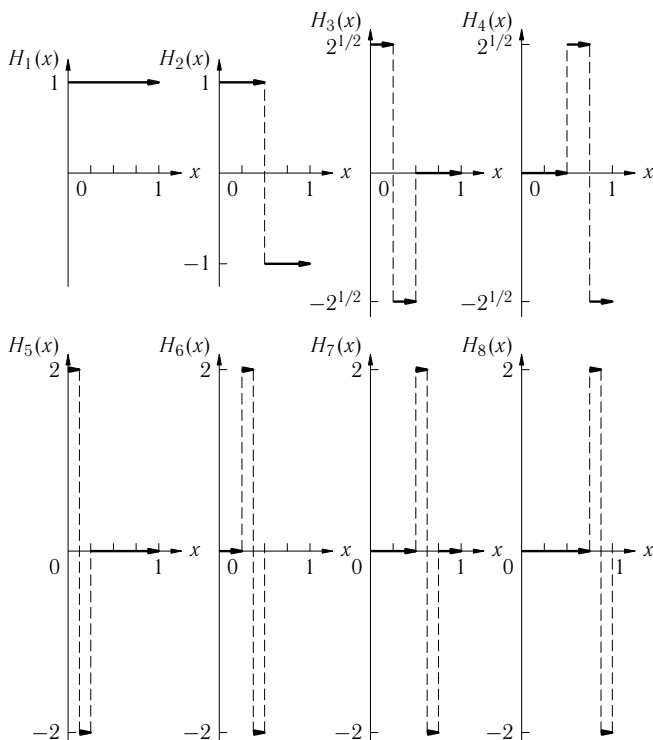 H₁(x)
1
0
1
x
H₂(x)
1
0
1
x
−1
H₃(x)
2^{1/2}
0
1
x
−2^{1/2}
H₄(x)
2^{1/2}
0
1
x
−2^{1/2}
H₅(x)
2
0
1
x
−2
H₆(x)
2
0
1
x
−2
H₇(x)
2
0
1
x
−2
H₈(x)
2
0
1
x
−2